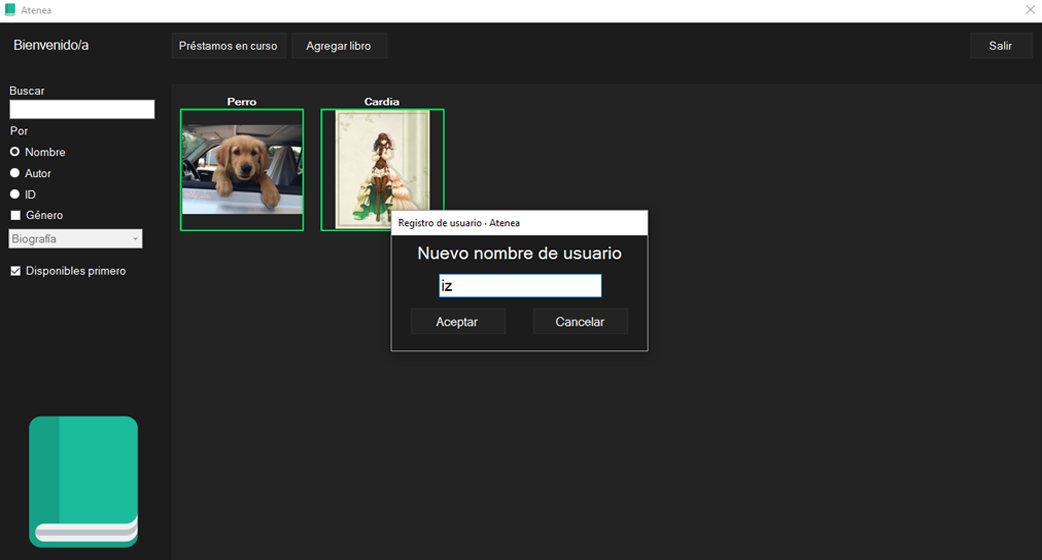 Atenea
Bienvenido/a
Préstamos en curso
Agregar libro
Salir
Buscar
Por
Nombre
Autor
ID
Género
Biografía
Disponibles primero
Perro
Cardia
Registro de usuario · Atenea
Nuevo nombre de usuario
iz
Aceptar
Cancelar